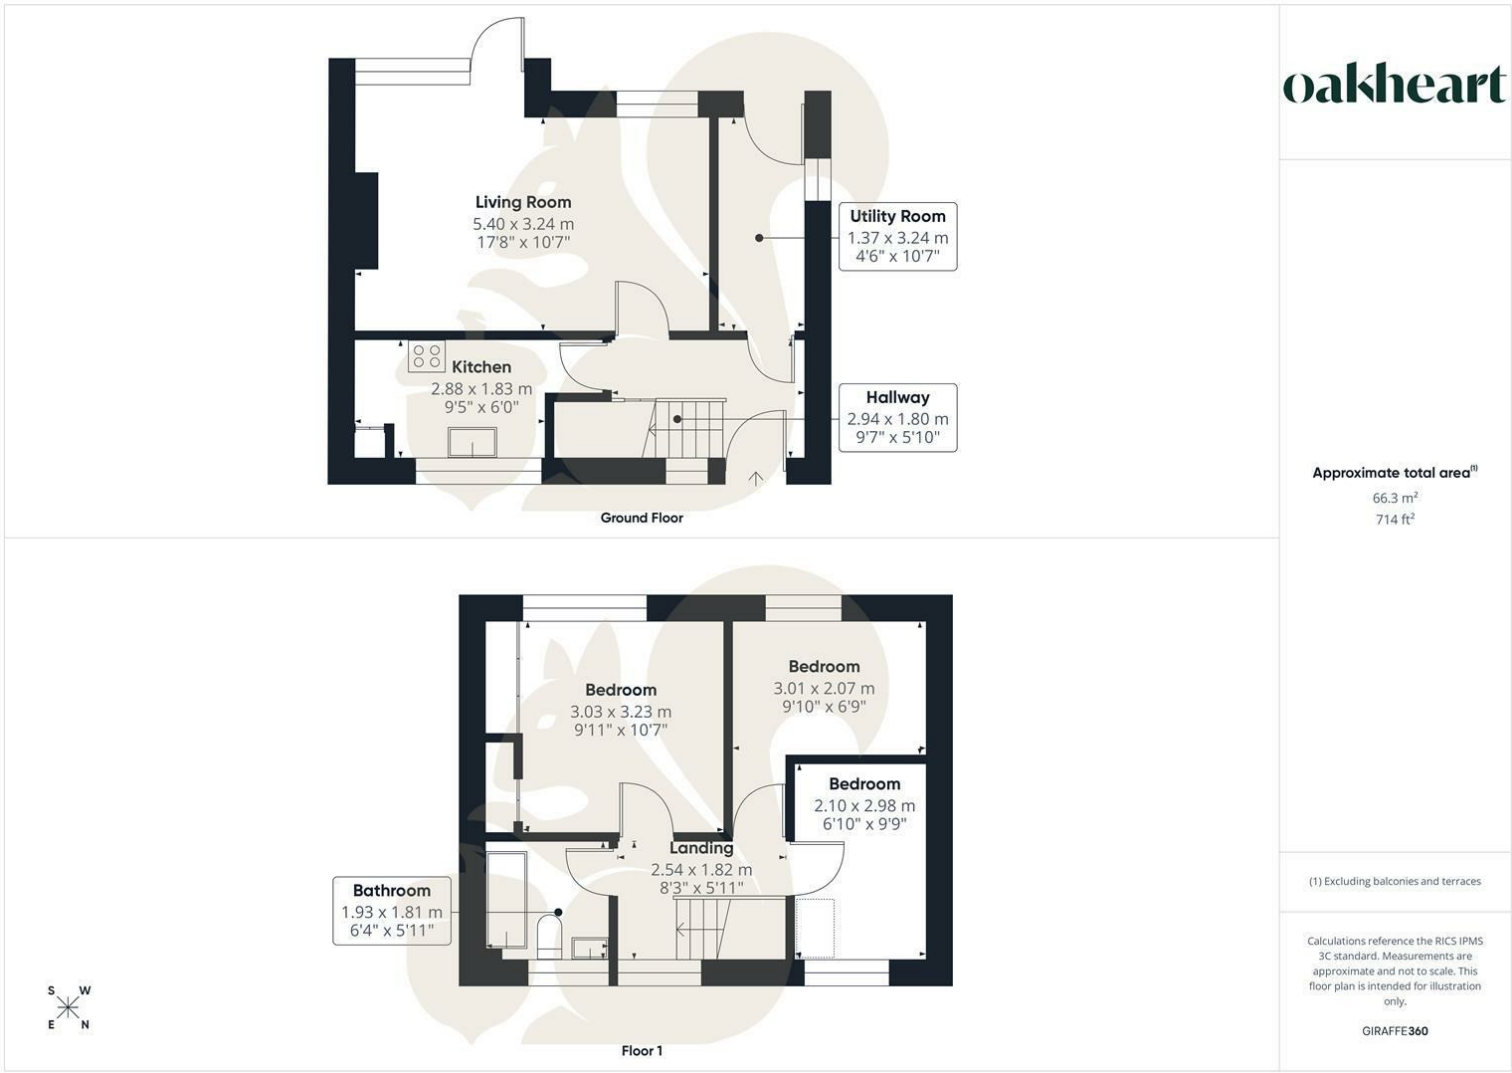 oakheart
Living Room
5.40 x 3.24 m
17'8" x 10'7"
Utility Room
1.37 x 3.24 m
4'6" x 10'7"
Kitchen
2.88 x 1.83 m
9'5" x 6'0"
Hallway
2.94 x 1.80 m
9'7" x 5'10"
Ground Floor
Approximate total area(1)
66.3 m²
714 ft²
Bedroom
3.03 x 3.23 m
9'11" x 10'7"
Bedroom
3.01 x 2.07 m
9'10" x 6'9"
Bedroom
2.10 x 2.98 m
6'10" x 9'9"
Landing
2.54 x 1.82 m
8'3" x 5'11"
Bathroom
1.93 x 1.81 m
6'4" x 5'11"
Floor 1
S W
E N
(1) Excluding balconies and terraces
Calculations reference the RICS IPMS
3C standard. Measurements are
approximate and not to scale. This
floor plan is intended for illustration
only.
GIRAFFE360